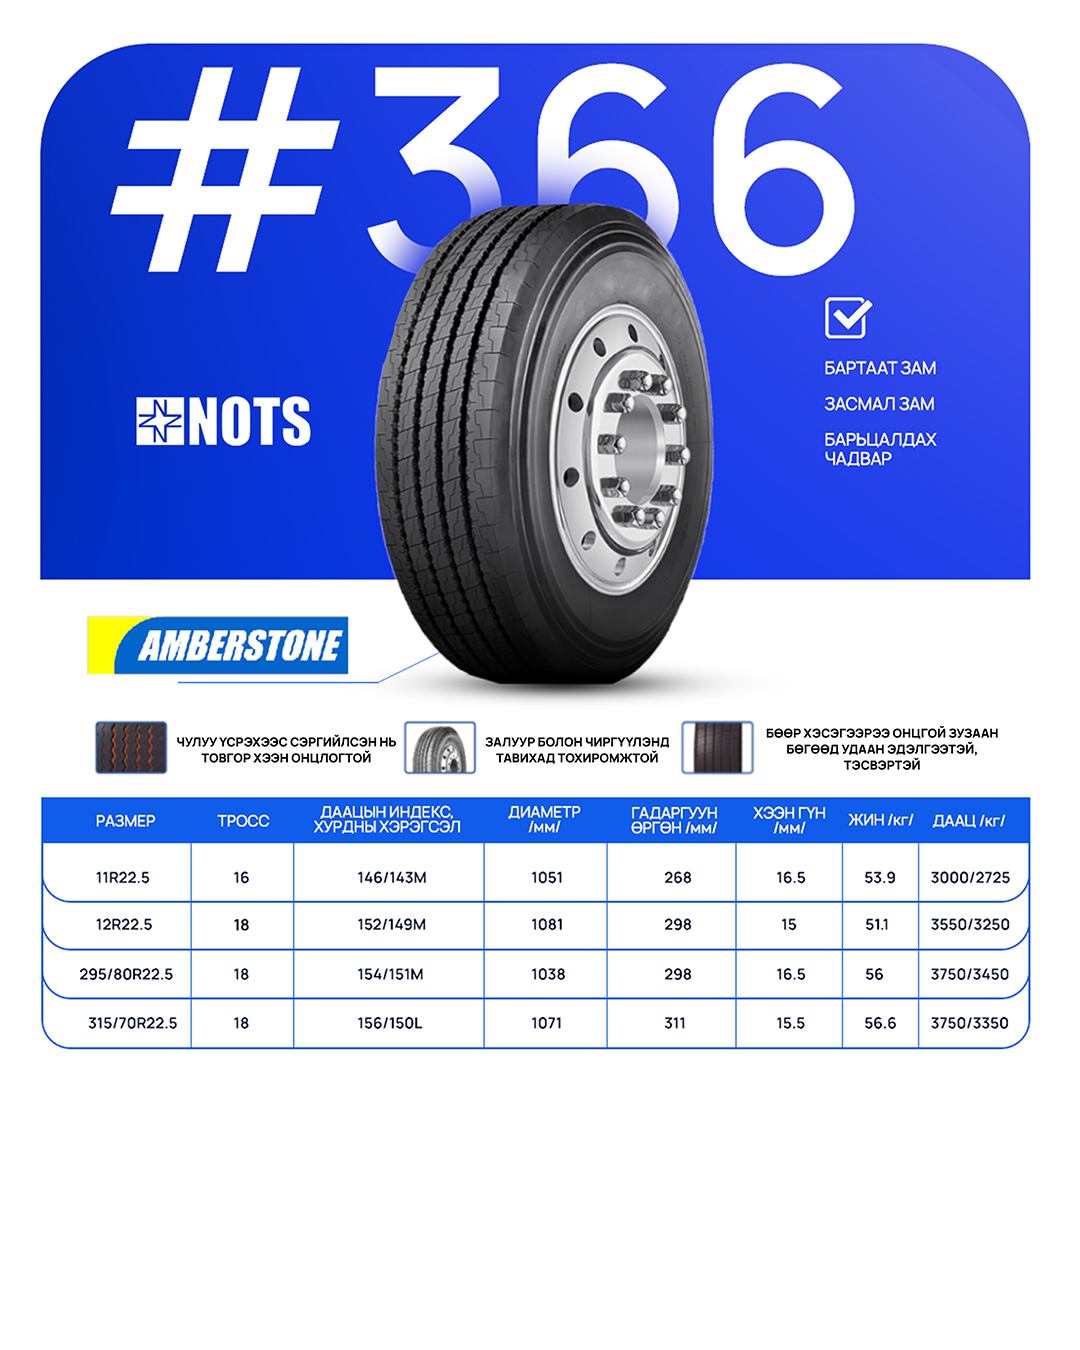 #366
БАРТААТ ЗАМ
ЗАСМАЛ ЗАМ
БАРЬЦАЛДАХ
ЧАДВАР
NOTS
AMBERSTONE
ЧУЛУУ ҮСРЭХЭЭС СЭРГИЙЛСЭН НЬ
ТОВГОР ХЭЭН ОНЦЛОГТОЙ
ЗАЛУУР БОЛОН ЧИРГҮҮЛЭНД
ТАВИХАД ТОХИРОМЖТОЙ
БӨӨР ХЭСЭГЭЭРЭЭ ОНЦГОЙ ЗУЗААН
БӨГӨӨД УДААН ЭДЭЛГЭЭТЭЙ,
ТЭСВЭРТЭЙ
РАЗМЕР ТРОСС ДААЦЫН ИНДЕКС, ХУРДНЫ ХЭРЭГСЭЛ ДИАМЕТР /мм/ ГАДАРГУУН ӨРГӨН /мм/ ХЭЭН ГҮН /мм/ ЖИН /кг/ ДААЦ /кг/
11R22.5 16 146/143M 1051 268 16.5 53.9 3000/2725
12R22.5 18 152/149M 1081 298 15 51.1 3550/3250
295/80R22.5 18 154/151M 1038 298 16.5 56 3750/3450
315/70R22.5 18 156/150L 1071 311 15.5 56.6 3750/3350